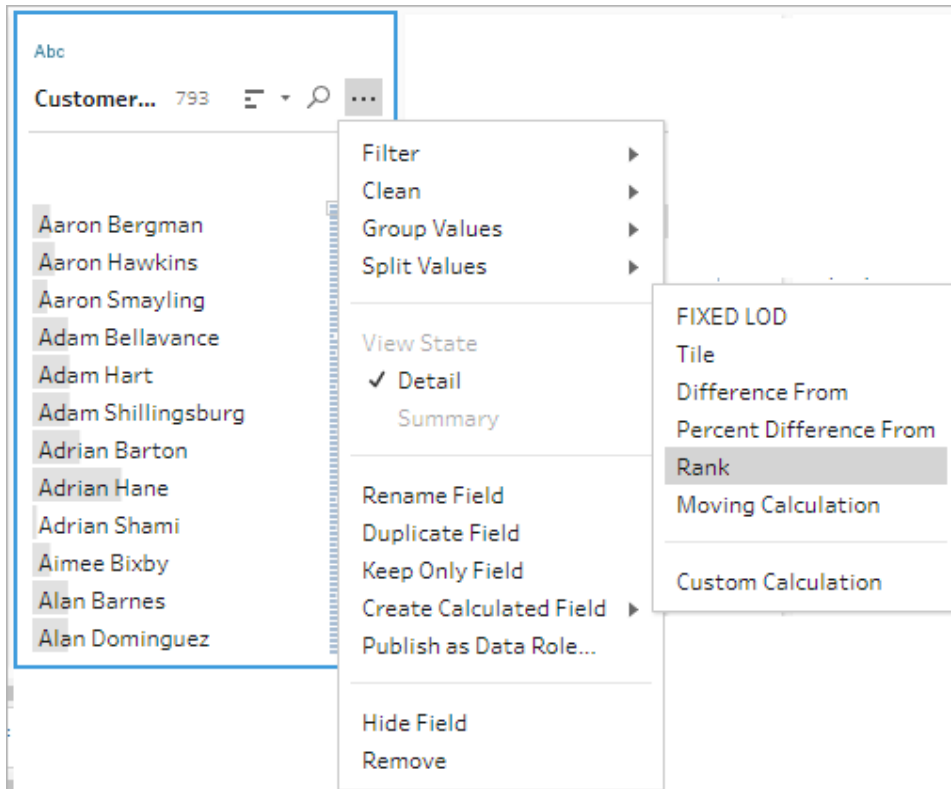 Abc
Customer... 793
Aaron Bergman
Aaron Hawkins
Aaron Smayling
Adam Bellavance
Adam Hart
Adam Shillingsburg
Adrian Barton
Adrian Hane
Adrian Shami
Aimee Bixby
Alan Barnes
Alan Dominguez
Filter
Clean
Group Values
Split Values
View State
✓ Detail
Summary
Rename Field
Duplicate Field
Keep Only Field
Create Calculated Field
Publish as Data Role...
Hide Field
Remove
FIXED LOD
Tile
Difference From
Percent Difference From
Rank
Moving Calculation
Custom Calculation